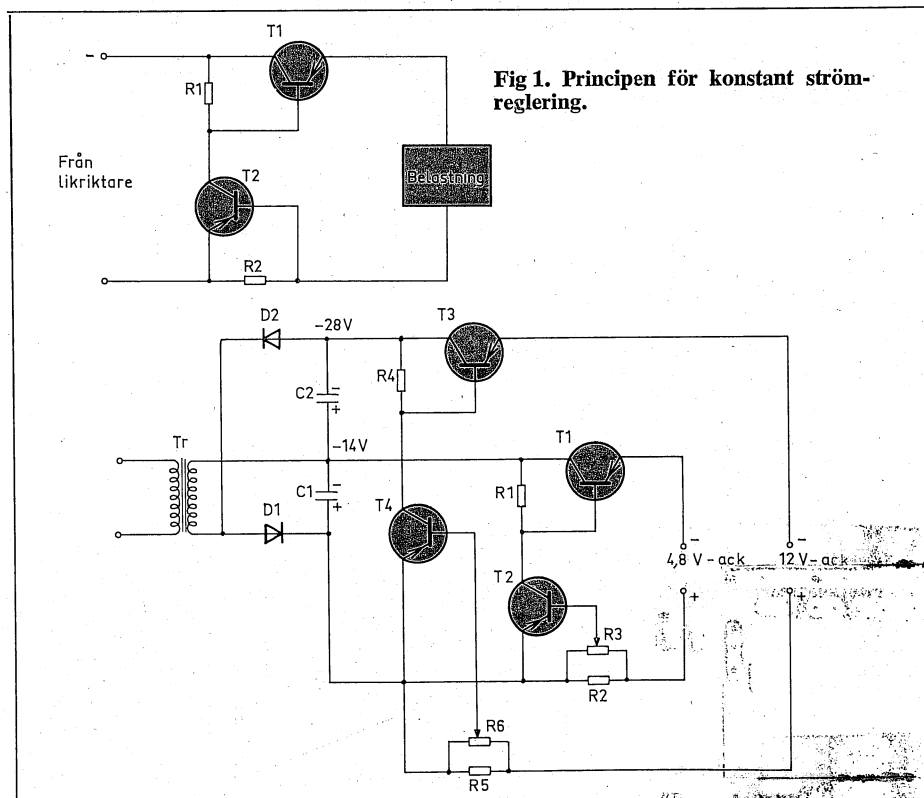 T1
−
R1
Fig 1. Principen för konstant ström-
reglering.
Från
likriktare
T2
Belastning
R2
D2
−28V
T3
R4
C2
−
+
Tr
−14V
T1
C1
−
+
R1
T4
D1
−
−
4,8 V-ack
12 V-ack
T2
+
+
R3
R2
R6
R5